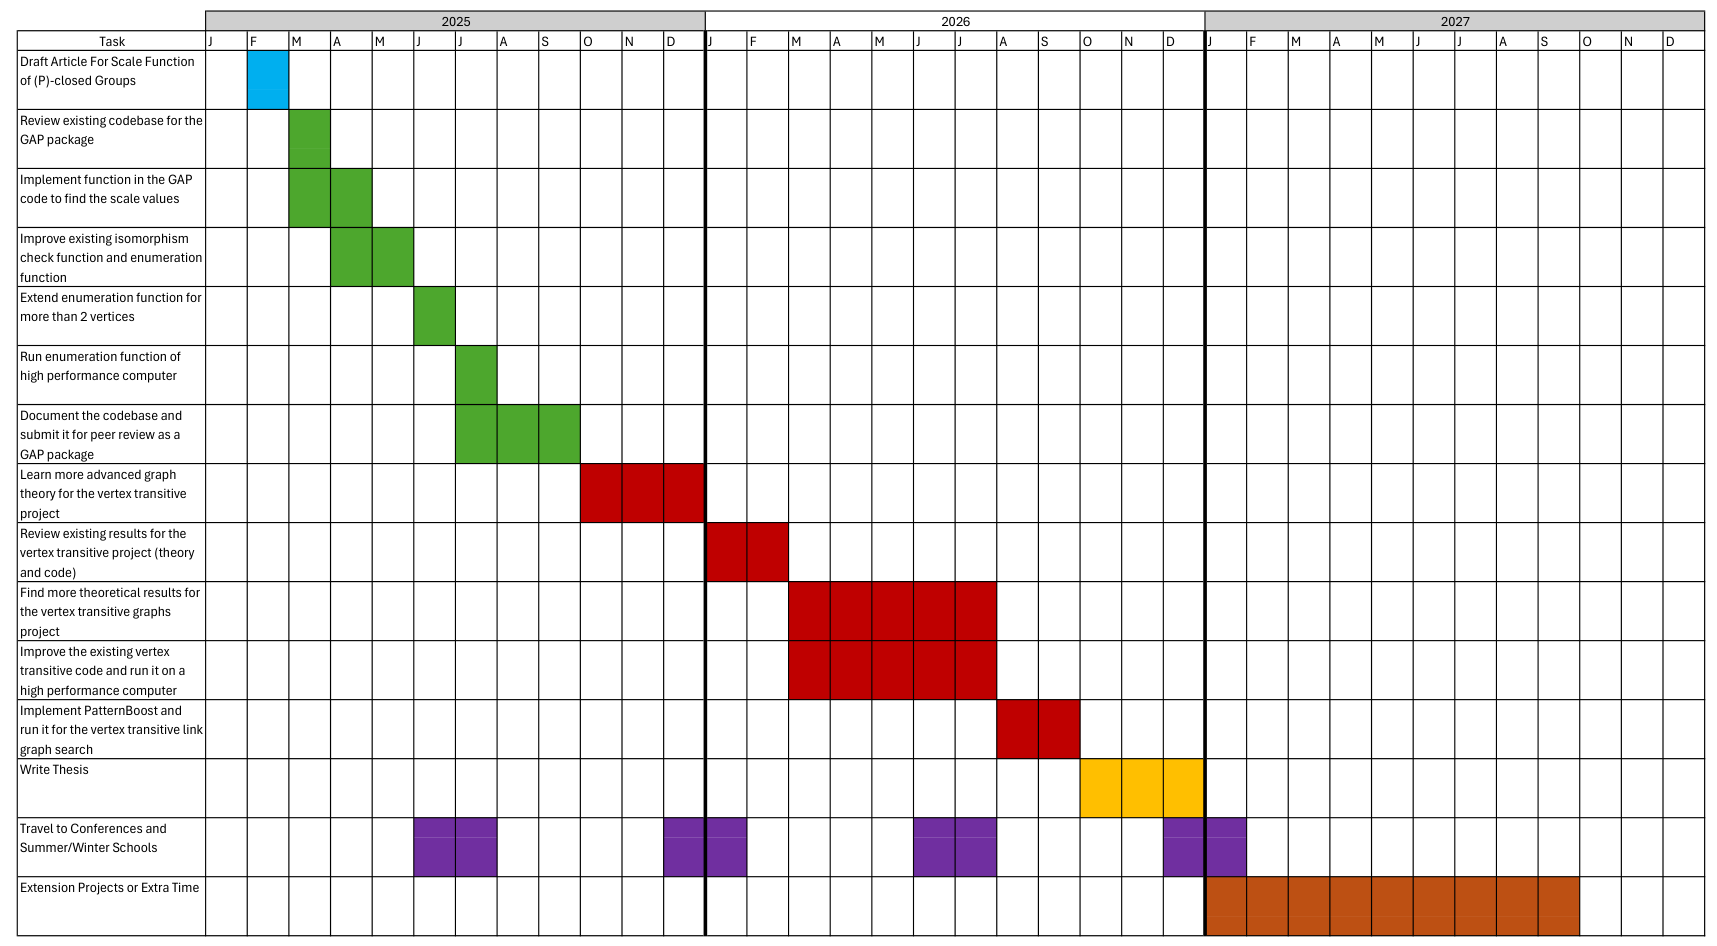 2025 2026 2027
Task J F M A M J J A S O N D J F M A M J J A S O N D J F M A M J J A S O N D
Draft Article For Scale Function
of (P)-closed Groups
Review existing codebase for the
GAP package
Implement function in the GAP
code to find the scale values
Improve existing isomorphism
check function and enumeration
function
Extend enumeration function for
more than 2 vertices
Run enumeration function of
high performance computer
Document the codebase and
submit it for peer review as a
GAP package
Learn more advanced graph
theory for the vertex transitive
project
Review existing results for the
vertex transitive project (theory
and code)
Find more theoretical results for
the vertex transitive graphs
project
Improve the existing vertex
transitive code and run it on a
high performance computer
Implement PatternBoost and
run it for the vertex transitive link
graph search
Write Thesis
Travel to Conferences and
Summer/Winter Schools
Extension Projects or Extra Time